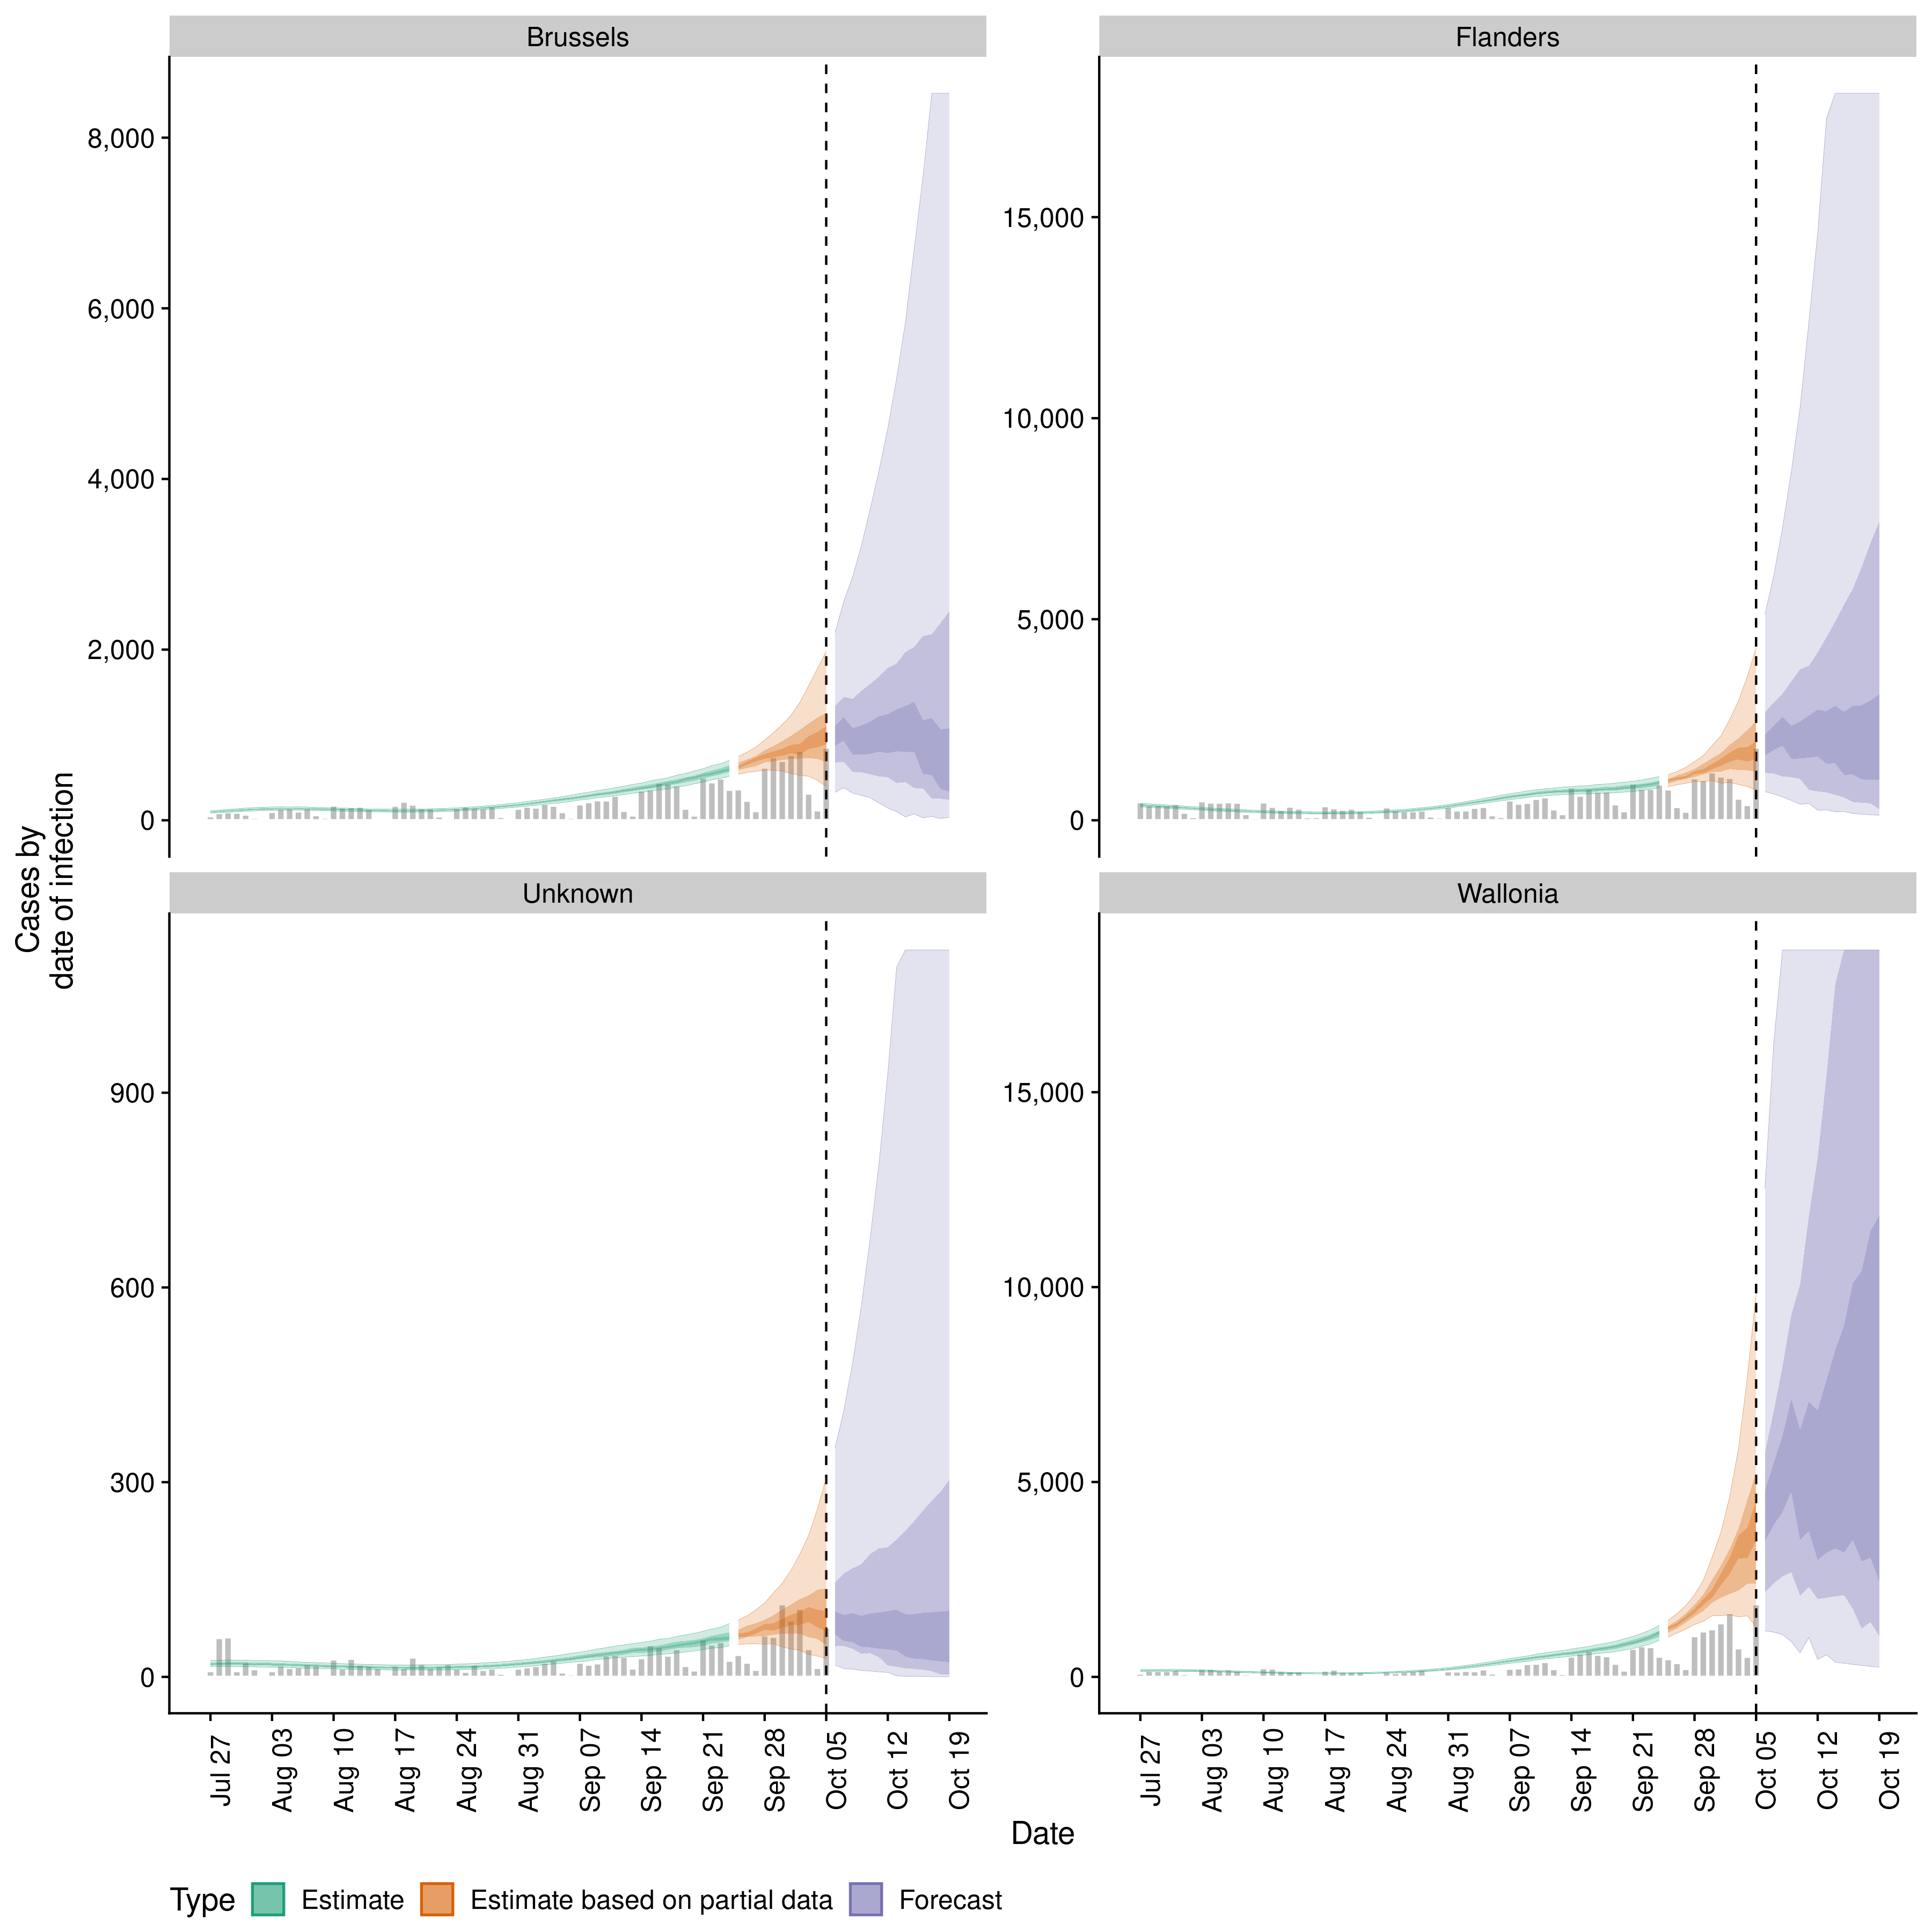 Brussels
Flanders
8,000
6,000
4,000
2,000
0
15,000
10,000
5,000
0
Cases by
date of infection
Unknown
Wallonia
900
600
300
0
15,000
10,000
5,000
0
Jul 27
Aug 03
Aug 10
Aug 17
Aug 24
Aug 31
Sep 07
Sep 14
Sep 21
Sep 28
Oct 05
Oct 12
Oct 19
Jul 27
Aug 03
Aug 10
Aug 17
Aug 24
Aug 31
Sep 07
Sep 14
Sep 21
Sep 28
Oct 05
Oct 12
Oct 19
Date
Type Estimate Estimate based on partial data Forecast